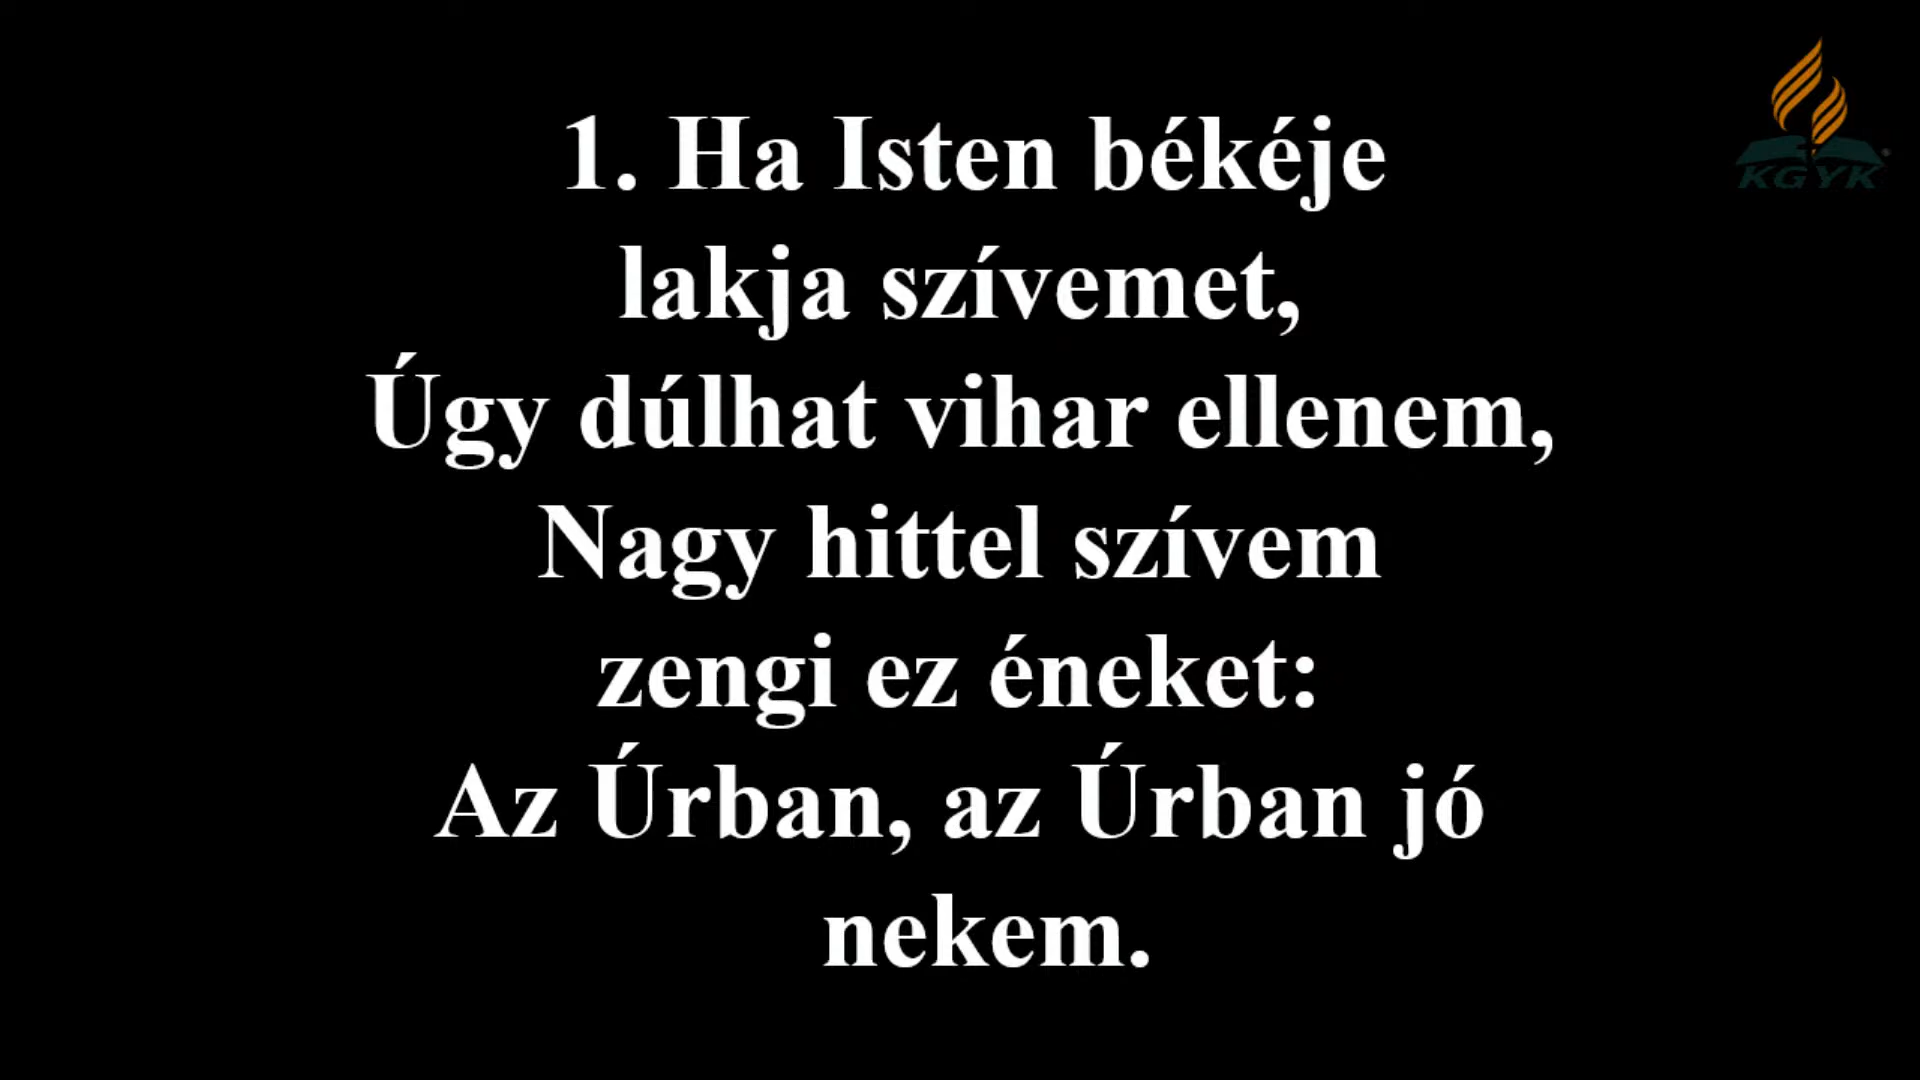 1. Ha Isten békéje
lakja szívemet,
Úgy dúlhat vihar ellenem,
Nagy hittel szívem
zengi ez éneket:
Az Úrban, az Úrban jó
nekem.
KGYK